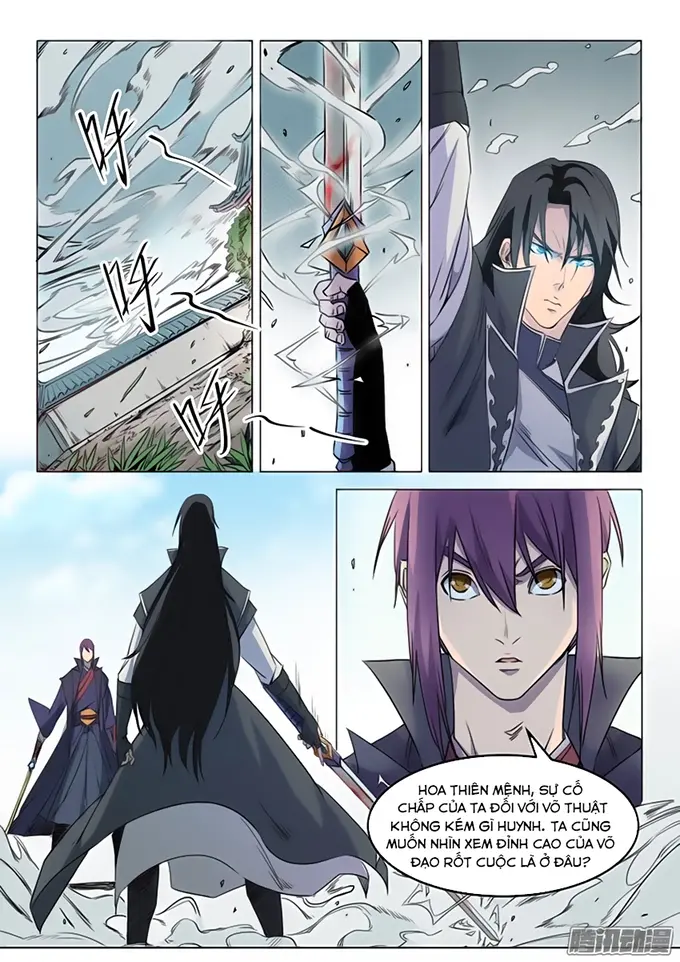 呼
呼
呼
HOA THIÊN MỆNH, SỰ CỐ
CHẤP CỦA TA ĐỐI VỚI VÕ THUẬT
KHÔNG KÉM GÌ HUYNH. TA CŨNG
MUỐN NHÌN XEM ĐỈNH CAO CỦA VÕ
ĐẠO RỐT CUỘC LÀ Ở ĐÂU?
腾讯动漫